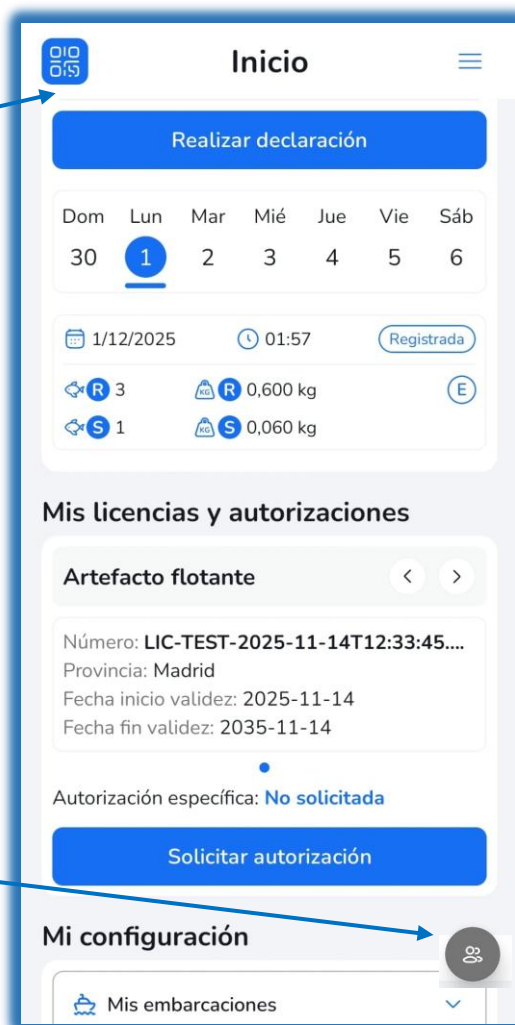 Inicio
Realizar declaración
Dom Lun Mar Mié Jue Vie Sáb
30 1 2 3 4 5 6
1/12/2025 01:57 Registrada
R 3 KG R 0,600 kg E
S 1 KG S 0,060 kg
Mis licencias y autorizaciones
Artefacto flotante
Número: LIC-TEST-2025-11-14T12:33:45....
Provincia: Madrid
Fecha inicio validez: 2025-11-14
Fecha fin validez: 2035-11-14
Autorización específica: No solicitada
Solicitar autorización
Mi configuración
Mis embarcaciones